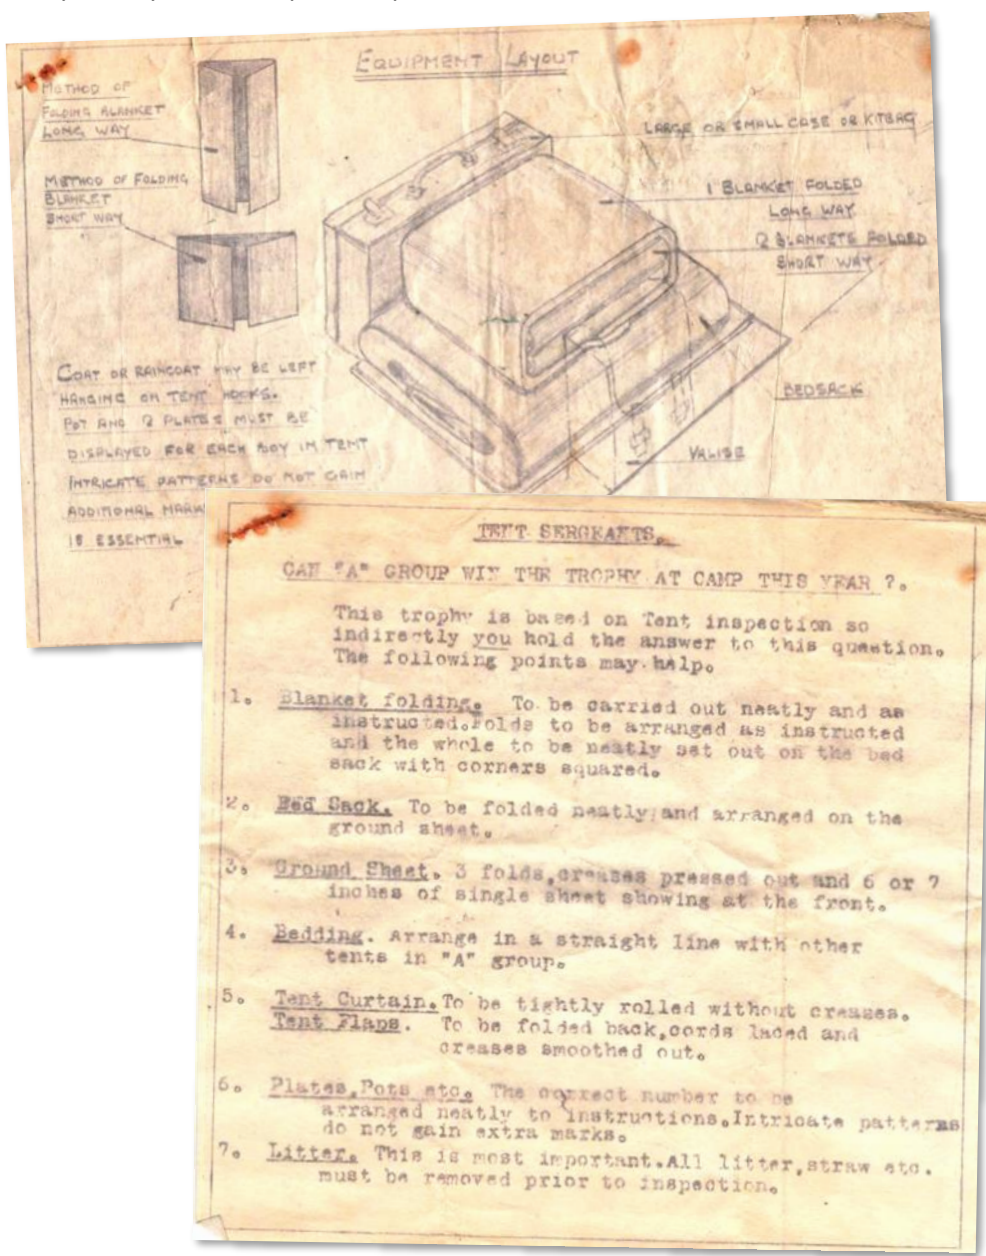 EQUIPMENT LAYOUT
METHOD OF
FOLDING BLANKET
LONG WAY
METHOD OF FOLDING
BLANKET
SHORT WAY
LARGE OR SMALL CASE OR KITBAG
1 BLANKET FOLDED
LONG WAY
2 BLANKETS FOLDED
SHORT WAY
BEDSACK
VALISE
COAT OR RAINCOAT MAY BE LEFT
HANGING ON TENT HOOKS.
POT AND 2 PLATES MUST BE
DISPLAYED FOR EACH BOY IN TENT
INTRICATE PATTERNS DO NOT GAIN
ADDITIONAL
IS ESSENTIAL
TENT SERGEANTS.
CAN "A" GROUP WIN THE TROPHY AT CAMP THIS YEAR ?.
This trophy is based on Tent inspection so
indirectly you hold the answer to this question.
The following points may help.
1. Blanket folding. To be carried out neatly and as
instructed.Folds to be arranged as instructed
and the whole to be neatly set out on the bed
sack with corners squared.
2. Bed Sack. To be folded neatly and arranged on the
ground sheet.
3. Ground Sheet. 3 folds,creases pressed out and 6 or 7
inches of single sheet showing at the front.
4. Bedding. Arrange in a straight line with other
tents in "A" group.
5. Tent Curtain.To be tightly rolled without creases.
Tent Flaps. To be folded back,cords laced and
creases smoothed out.
6. Plates,Pots etc. The correct number to be
arranged neatly to instructions.Intricate patterns
do not gain extra marks.
7. Litter. This is most important.All litter,straw etc.
must be removed prior to inspection.